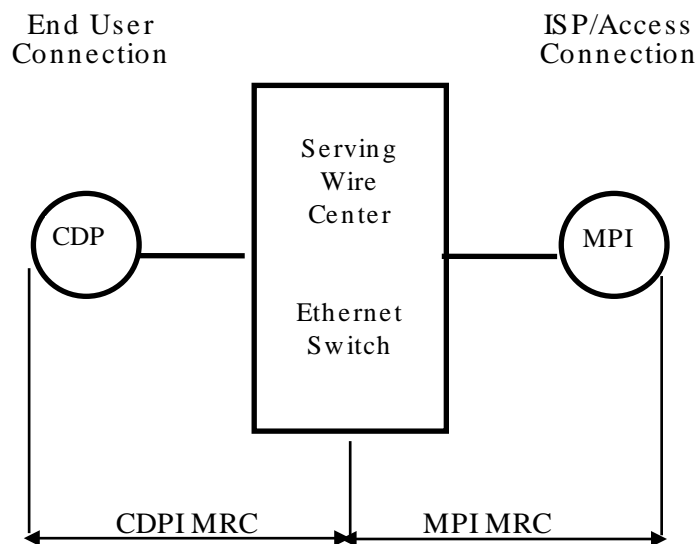 End User
Connection
ISP/Access
Connection
Serving
Wire
Center
CDP
MPI
Ethernet
Switch
CDPI MRC
MPI MRC